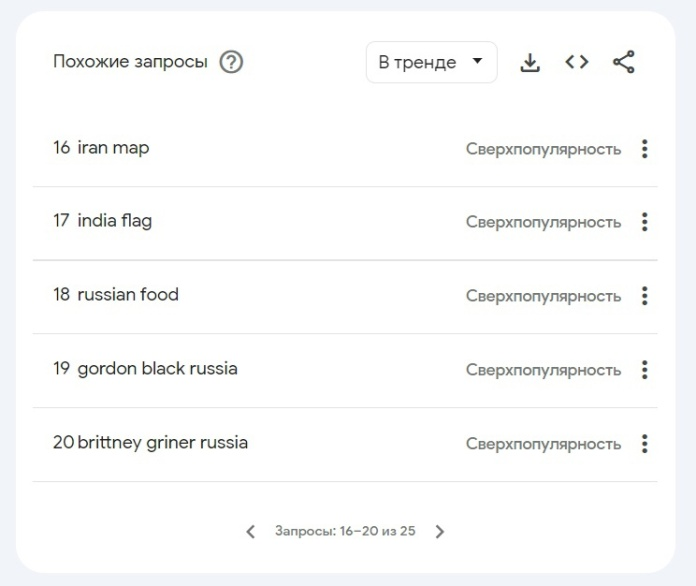 Похожие запросы
В тренде
16 iran map Сверхпопулярность
17 india flag Сверхпопулярность
18 russian food Сверхпопулярность
19 gordon black russia Сверхпопулярность
20 brittney griner russia Сверхпопулярность
Запросы: 16–20 из 25